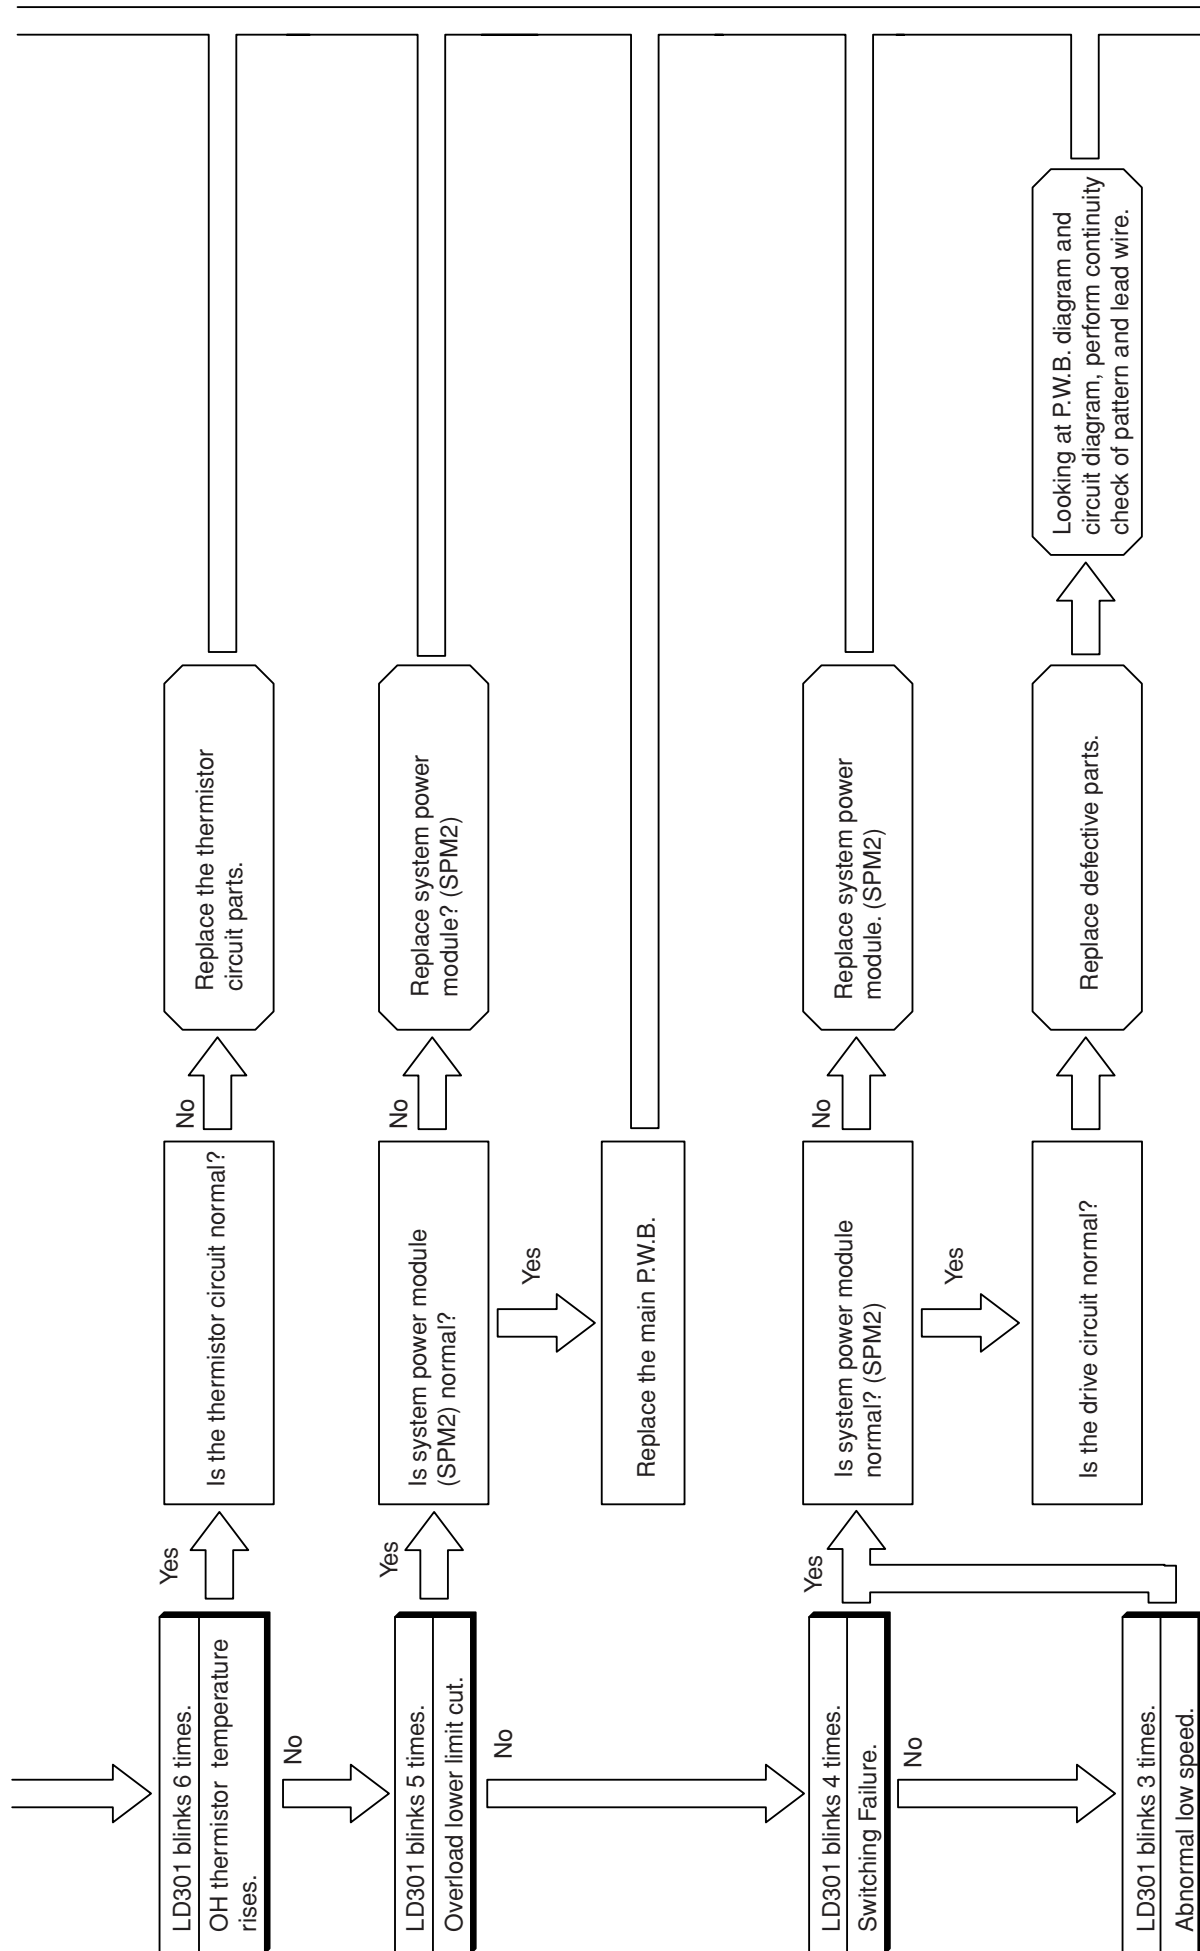 LD301 blinks 6 times.
OH thermistor temperature
rises.
Yes
Is the thermistor circuit normal?
No
Replace the thermistor
circuit parts.
No
LD301 blinks 5 times.
Overload lower limit cut.
Yes
Is system power module
(SPM2) normal?
No
Replace system power
module? (SPM2)
Yes
Replace the main P.W.B.
No
LD301 blinks 4 times.
Switching Failure.
Yes
Is system power module
normal? (SPM2)
No
Replace system power
module. (SPM2)
Yes
Is the drive circuit normal?
Replace defective parts.
Looking at P.W.B. diagram and
circuit diagram, perform continuity
check of pattern and lead wire.
No
LD301 blinks 3 times.
Abnormal low speed.